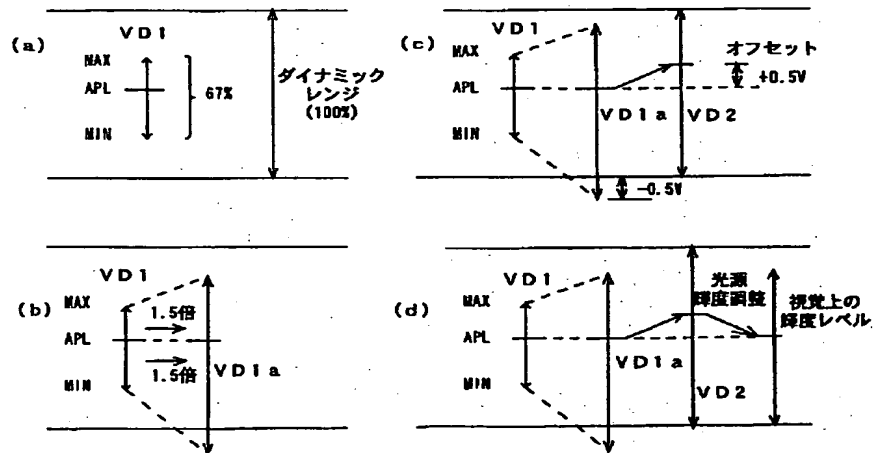 (a)
VD1
MAX
APL
MIN
67%
ダイナミック
レンジ
(100%)
(c)
VD1
MAX
APL
MIN
VD1a
VD2
オフセット
+0.5V
-0.5V
(b)
VD1
MAX
APL
MIN
1.5倍
1.5倍
VD1a
(d)
VD1
MAX
APL
MIN
VD1a
VD2
光源
輝度調整
視覚上の
輝度レベル